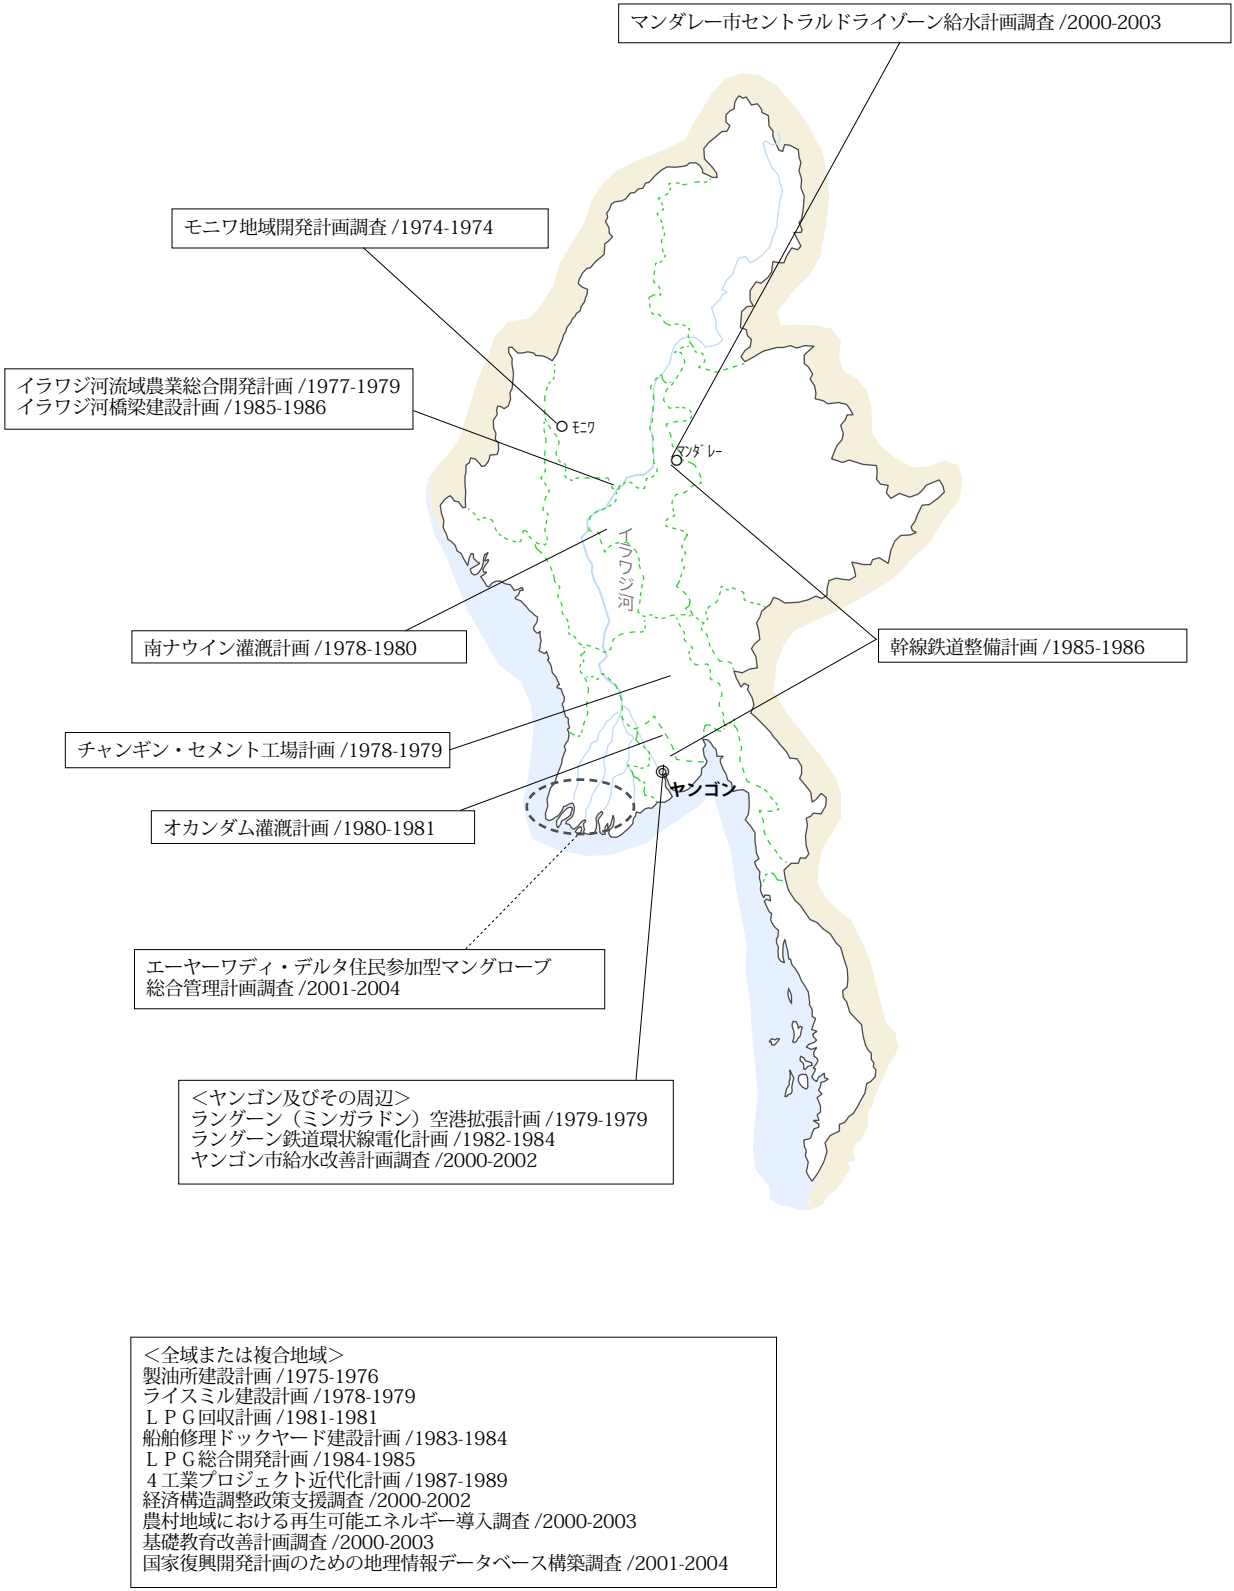 マンダレー市セントラルドライゾーン給水計画調査 /2000-2003
モニワ地域開発計画調査 /1974-1974
イラワジ河流域農業総合開発計画 /1977-1979
イラワジ河橋梁建設計画 /1985-1986
モニワ
マンダレー
イラワジ河
南ナウイン灌漑計画 /1978-1980
幹線鉄道整備計画 /1985-1986
チャンギン・セメント工場計画 /1978-1979
ヤンゴン
オカンダム灌漑計画 /1980-1981
エーヤーワディ・デルタ住民参加型マングローブ
総合管理計画調査 /2001-2004
＜ヤンゴン及びその周辺＞
ラングーン（ミンガラドン）空港拡張計画 /1979-1979
ラングーン鉄道環状線電化計画 /1982-1984
ヤンゴン市給水改善計画調査 /2000-2002
＜全域または複合地域＞
製油所建設計画 /1975-1976
ライスミル建設計画 /1978-1979
ＬＰＧ回収計画 /1981-1981
船舶修理ドックヤード建設計画 /1983-1984
ＬＰＧ総合開発計画 /1984-1985
４工業プロジェクト近代化計画 /1987-1989
経済構造調整政策支援調査 /2000-2002
農村地域における再生可能エネルギー導入調査 /2000-2003
基礎教育改善計画調査 /2000-2003
国家復興開発計画のための地理情報データベース構築調査 /2001-2004